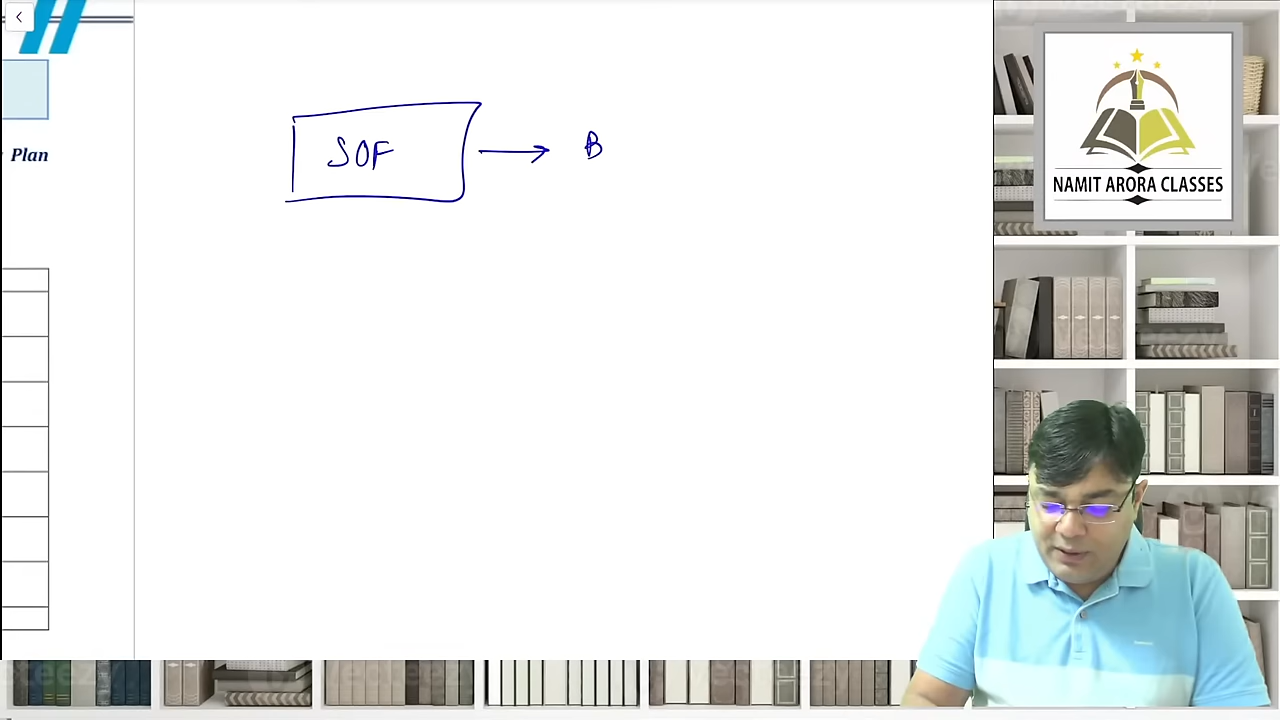 Plan
SOF → B
NAMIT ARORA CLASSES